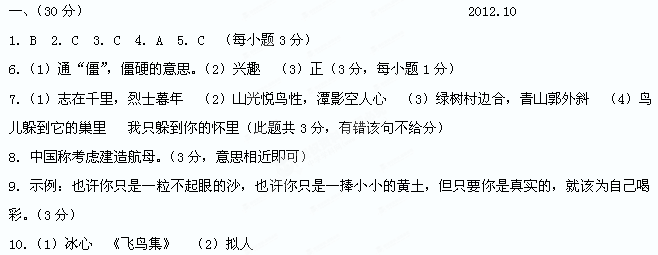 一、（30分） 2012.10
1. B 2. C 3. C 4. A 5. C （每小题3分）
6.（1）通“僵”，僵硬的意思。（2）兴趣 （3）正（3分，每小题1分）
7.（1）志在千里，烈士暮年 （2）山光悦鸟性，潭影空人心 （3）绿树村边合，青山郭外斜 （4）鸟
儿躲到它的巢里 我只躲到你的怀里（此题共3分，有错该句不给分）
8. 中国称考虑建造航母。（3分，意思相近即可）
9. 示例：也许你只是一粒不起眼的沙，也许你只是一捧小小的黄土，但只要你是真实的，就该为自己喝
彩。（3分）
10.（1）冰心 《飞鸟集》 （2）拟人